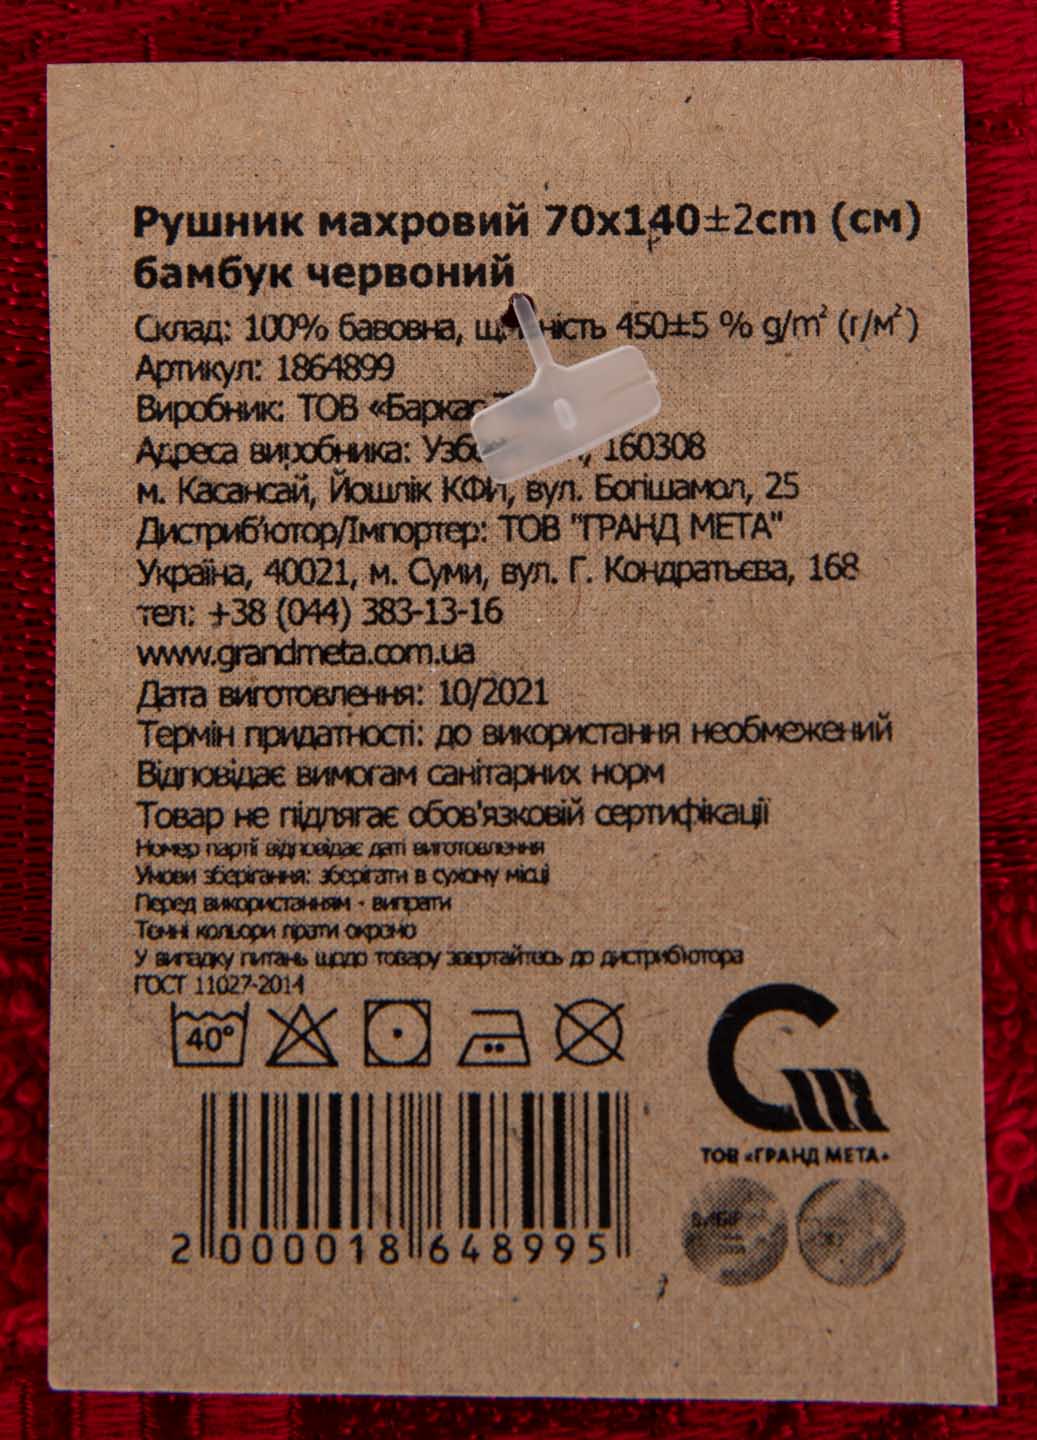 Рушник махровий 70х140±2cm (см)
бамбук червоний
Склад: 100% бавовна, 450±5 % g/m² (г/м²)
Артикул: 1864899
Виробник: ТОВ «Баркас
Адреса виробника: 160308
м. Касансай, Йошлік КФЙ, вул. Богішамол, 25
Дистриб'ютор/Імпортер: ТОВ "ГРАНД МЕТА"
Україна, 40021, м. Суми, вул. Г. Кондратьєва, 168
тел: +38 (044) 383-13-16
www.grandmeta.com.ua
Дата виготовлення: 10/2021
Термін придатності: до використання необмежений
Відповідає вимогам санітарних норм
Товар не підлягає обов'язковій сертифікації
Номер партії відповідає даті виготовлення
Умови зберігання: зберігати в сухому місці
Перед використанням - випрати
Темні кольори прати окремо
У випадку питань щодо товару звертайтесь до дистриб'ютора
ГОСТ 11027-2014
40°
ТОВ «ГРАНД МЕТА»
2 000018 648995